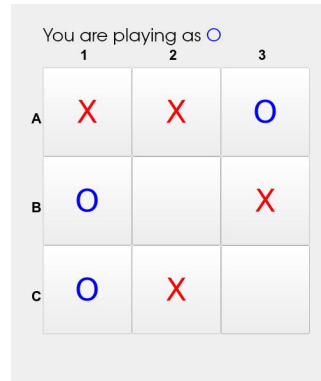 You are playing as O
1 2 3
A X X O
B O X
C O X